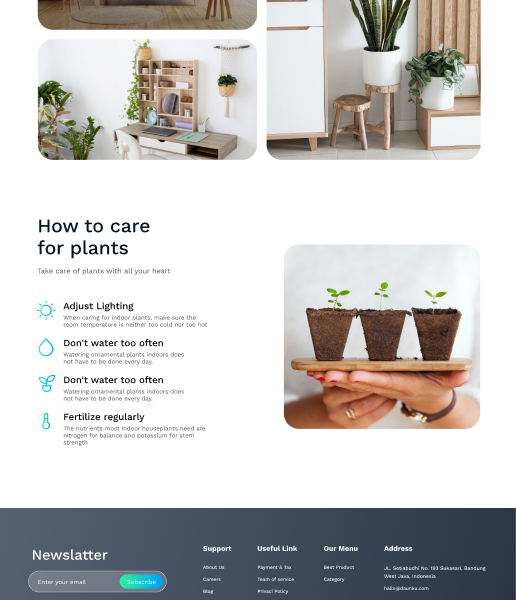 How to care
for plants
Take care of plants with all your heart
Adjust Lighting
When caring for indoor plants, make sure the
room temperature is neither too cold nor too hot
Don't water too often
Watering ornamental plants indoors does
not have to be done every day.
Don't water too often
Watering ornamental plants indoors does
not have to be done every day.
Fertilize regularly
The nutrients most indoor houseplants need are
nitrogen for balance and potassium for stem
strength
Newslatter
Enter your email
Subscribe
Support
About Us
Careers
Blog
Useful Link
Payment & Tax
Team of service
Privaci Policy
Our Menu
Best Product
Category
Address
JL. Setiabudhi No. 193 Sukasari, Bandung
West Java, Indonesia
hallo@daunku.com